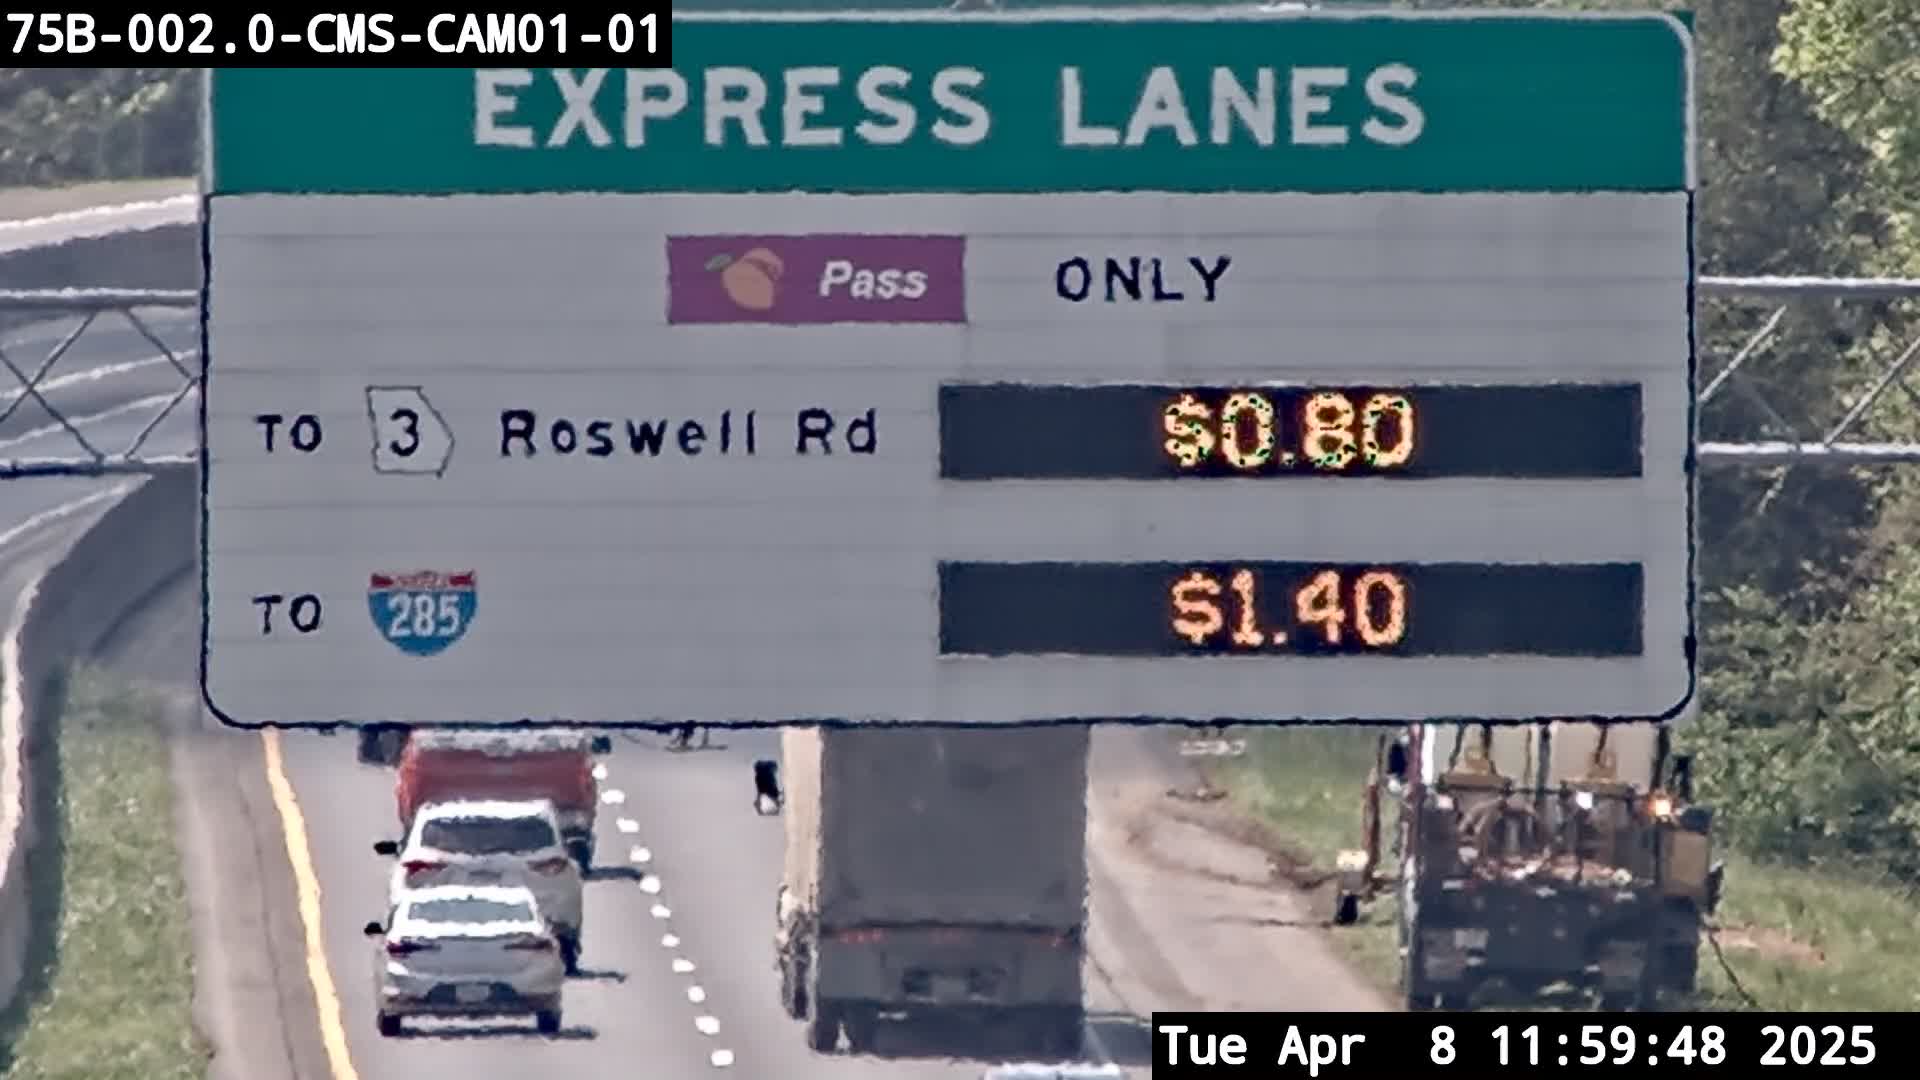 75B-002.0-CMS-CAM01-01
EXPRESS LANES
Pass ONLY
TO 3 Roswell Rd $0.80
TO 285 $1.40
Tue Apr 8 11:59:48 2025